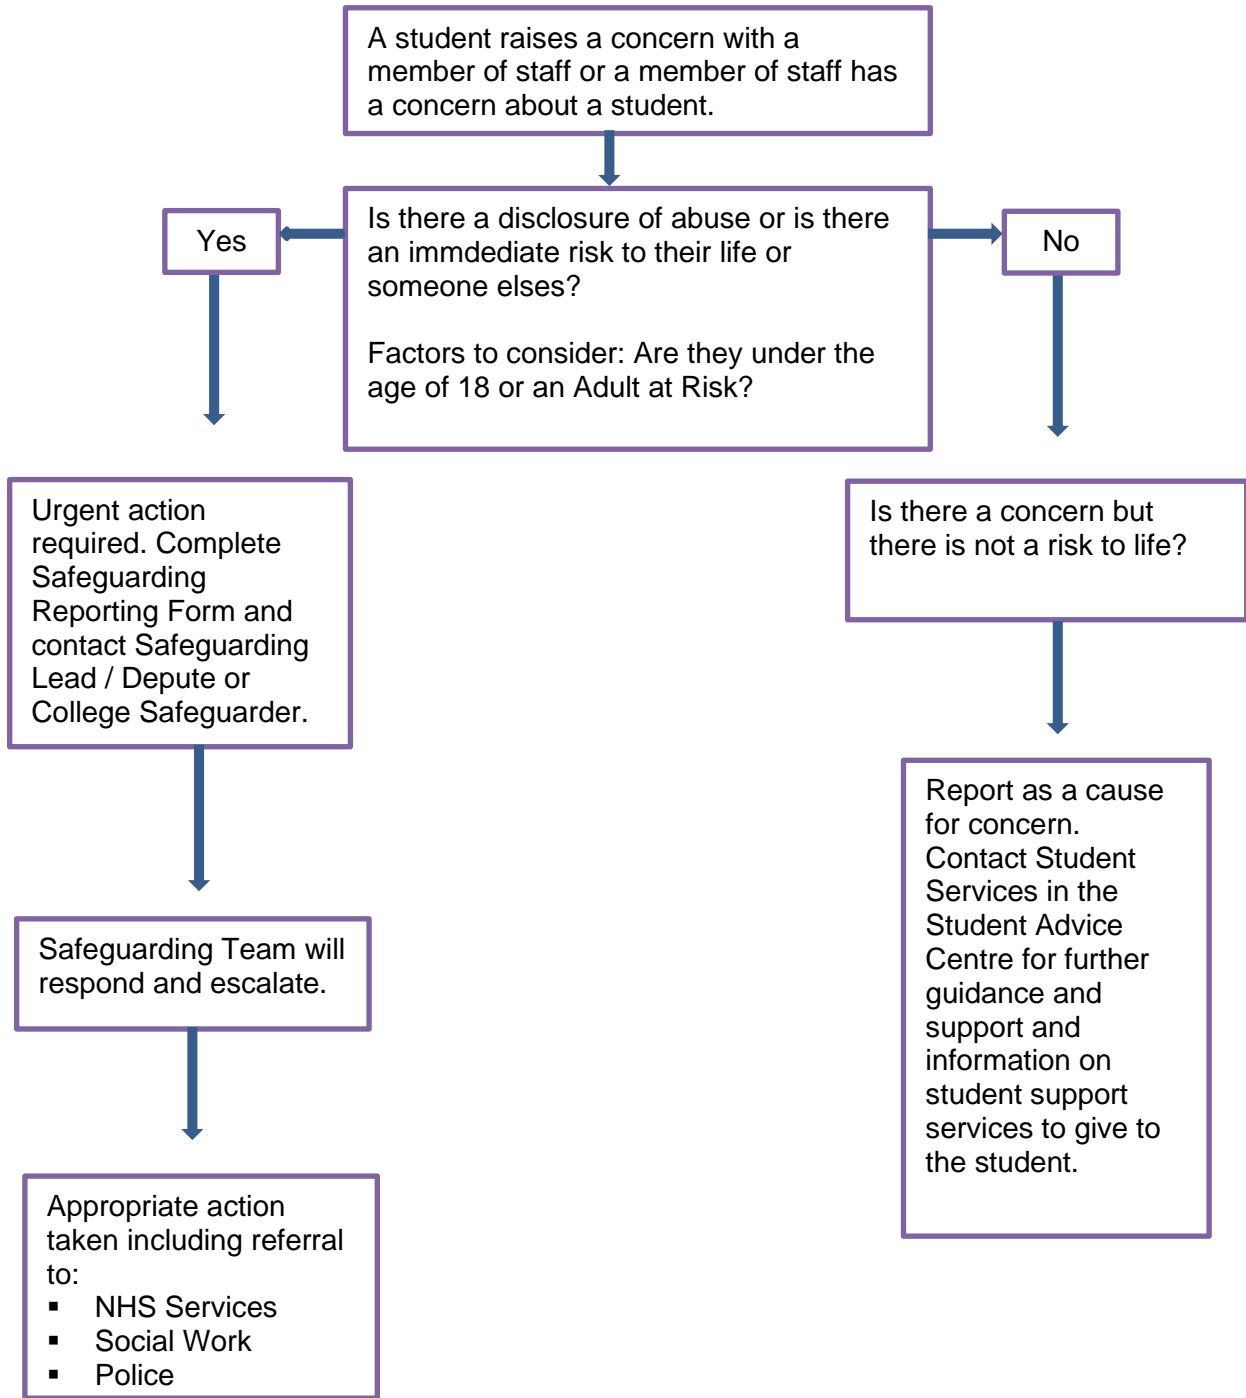 A student raises a concern with a
member of staff or a member of staff has
a concern about a student.
Yes
Is there a disclosure of abuse or is there
an immdediate risk to their life or
someone elses?
Factors to consider: Are they under the
age of 18 or an Adult at Risk?
No
Urgent action
required. Complete
Safeguarding
Reporting Form and
contact Safeguarding
Lead / Depute or
College Safeguarder.
Is there a concern but
there is not a risk to life?
Safeguarding Team will
respond and escalate.
Report as a cause
for concern.
Contact Student
Services in the
Student Advice
Centre for further
guidance and
support and
information on
student support
services to give to
the student.
Appropriate action
taken including referral
to:
▪ NHS Services
▪ Social Work
▪ Police